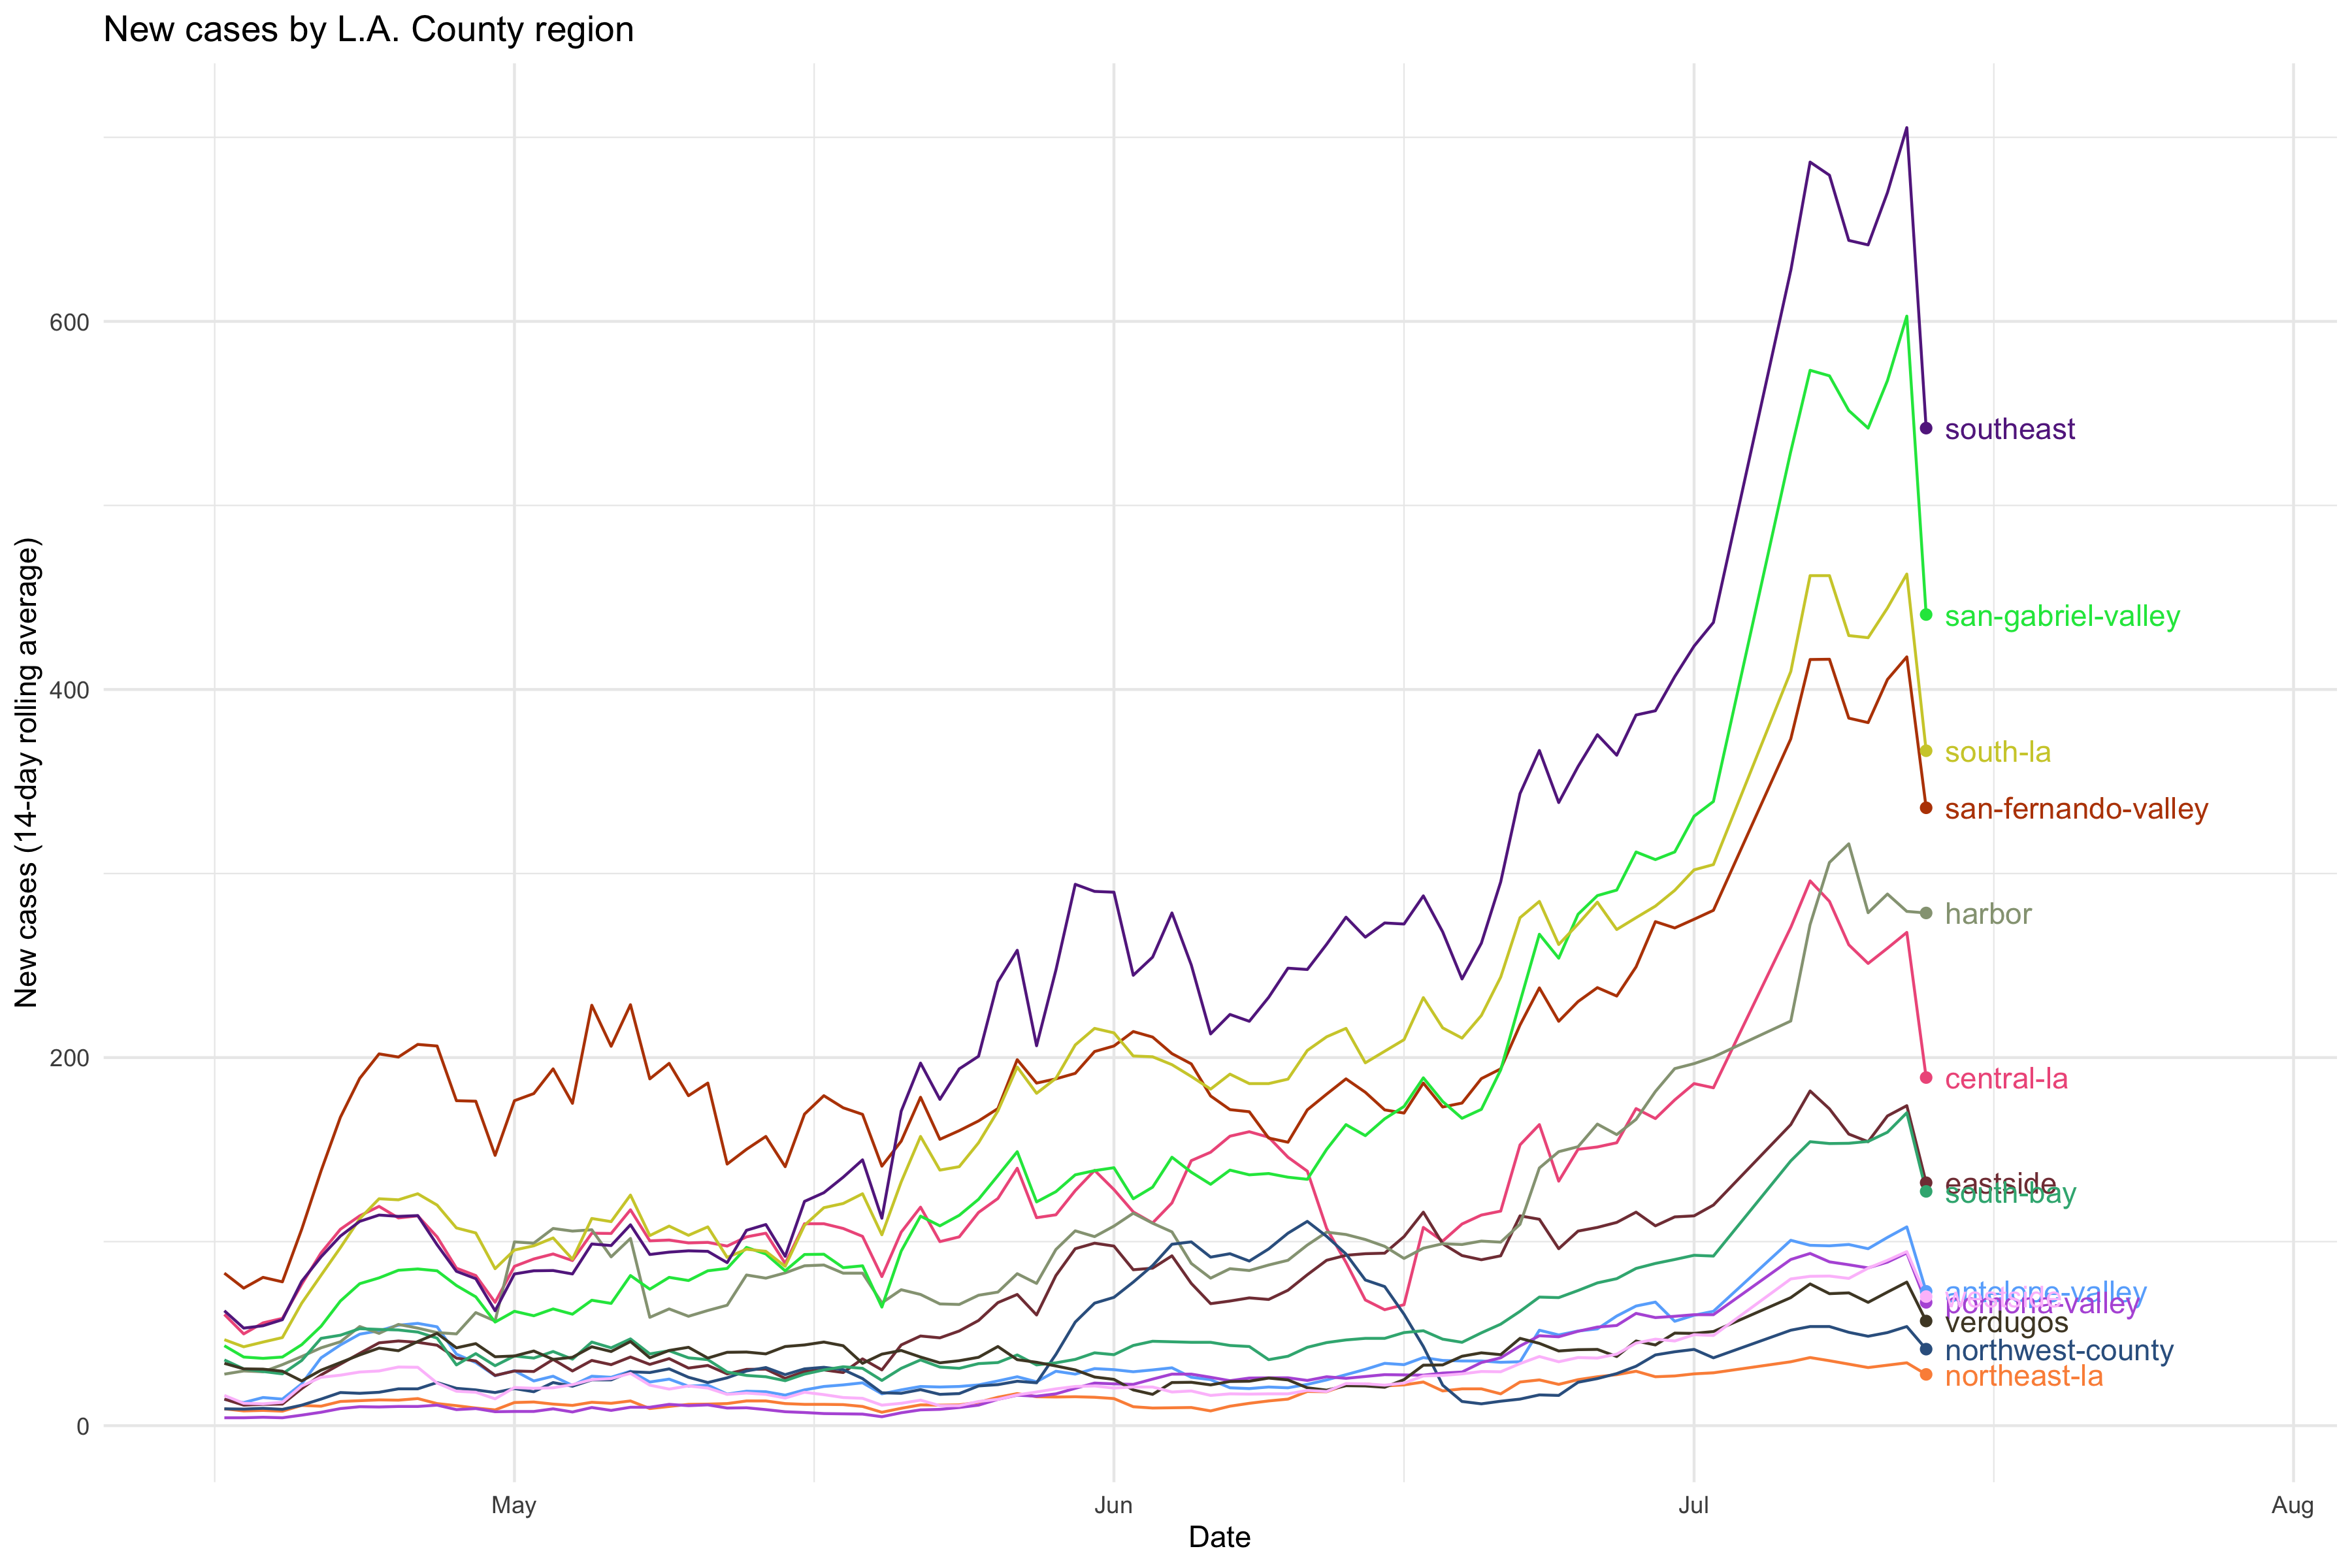 New cases by L.A. County region
New cases (14-day rolling average)
600
400
200
0
southeast
san-gabriel-valley
south-la
san-fernando-valley
harbor
central-la
eastside
south-bay
antelope-valley
pomona-valley
verdugos
northwest-county
northeast-la
May
Jun
Jul
Aug
Date